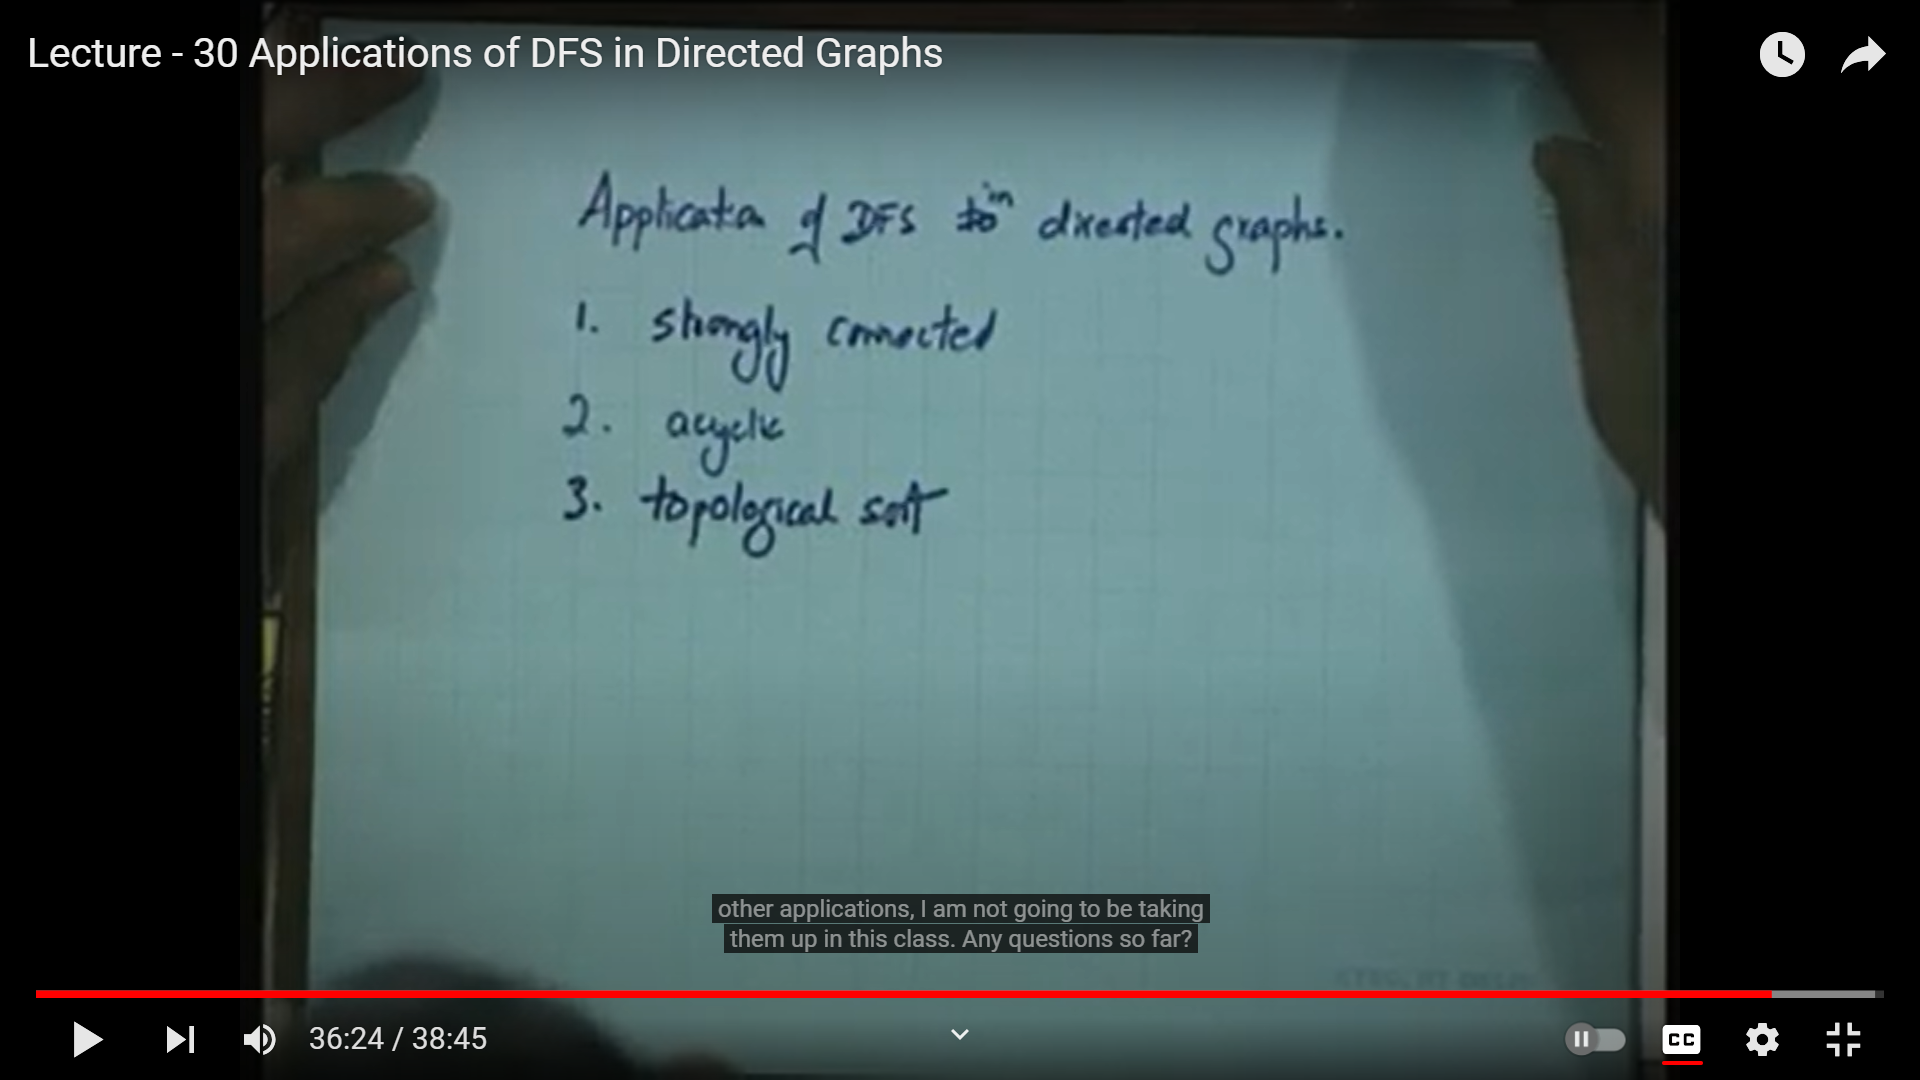 Lecture - 30 Applications of DFS in Directed Graphs
Application of DFS to in directed graphs.
1. strongly connected
2. acyclic
3. topological sort
other applications, I am not going to be taking
them up in this class. Any questions so far?
36:24 / 38:45
CC